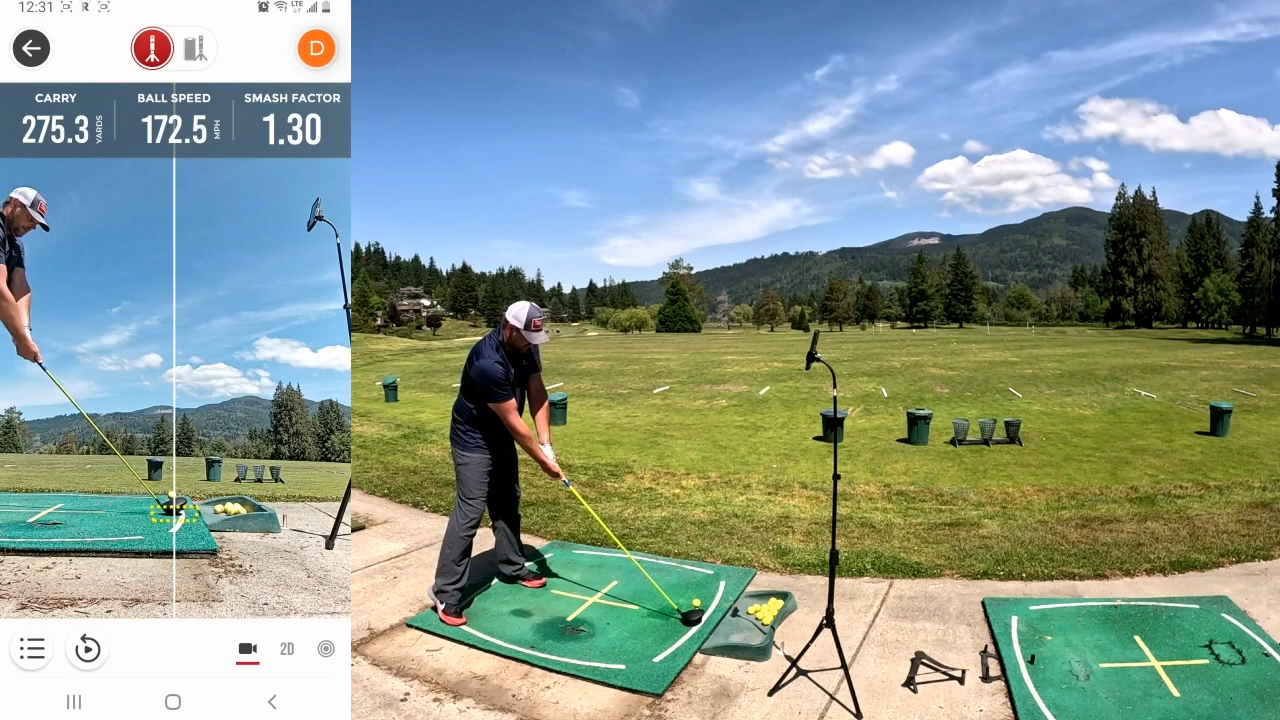 12:31 R LTE
D
CARRY BALL SPEED SMASH FACTOR
275.3 YARDS 172.5 MPH 1.30
2D